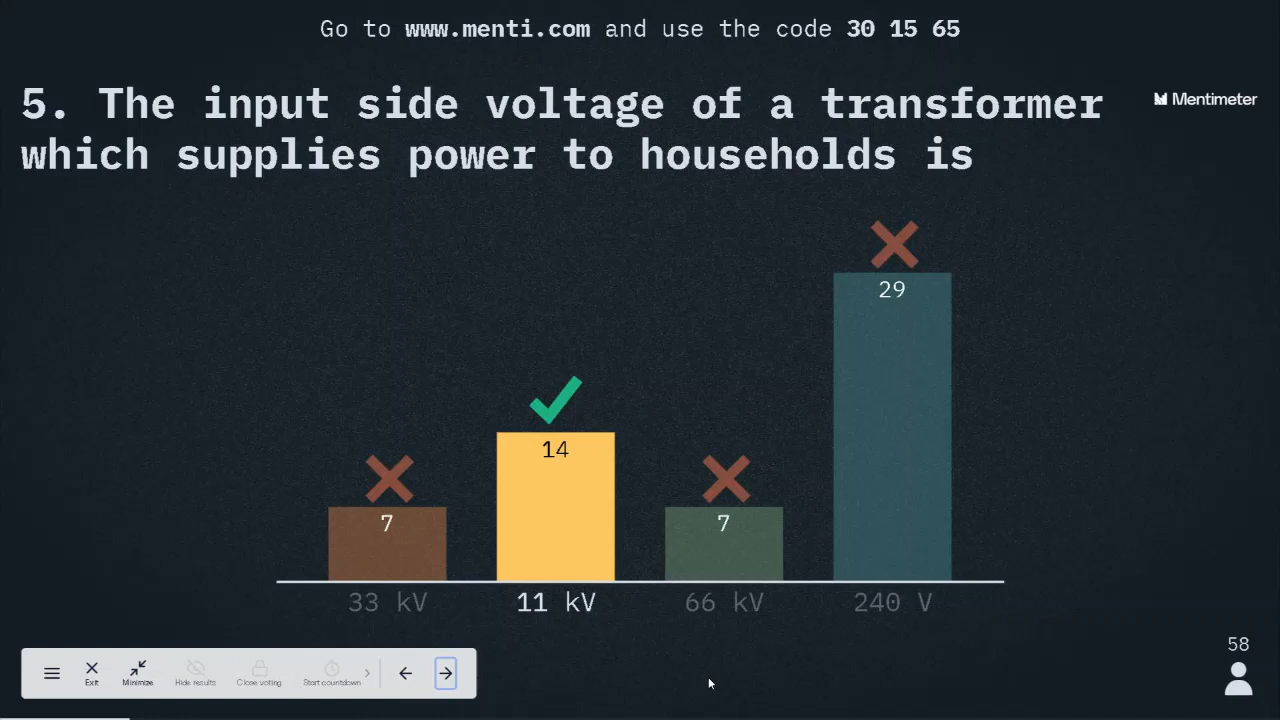 Go to www.menti.com and use the code 30 15 65
5. The input side voltage of a transformer
which supplies power to households is
Mentimeter
29
14
7
7
33 kV
11 kV
66 kV
240 V
58
Exit
Minimize
Hide results
Close voting
Start countdown